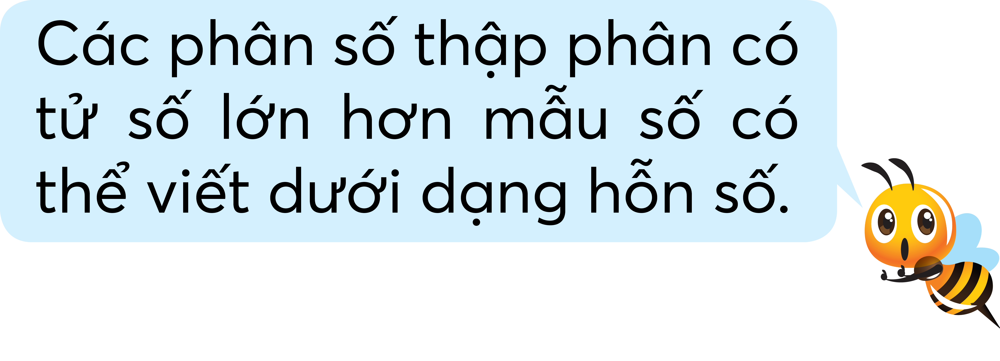 Các phân số thập phân có
tử số lớn hơn mẫu số có
thể viết dưới dạng hỗn số.